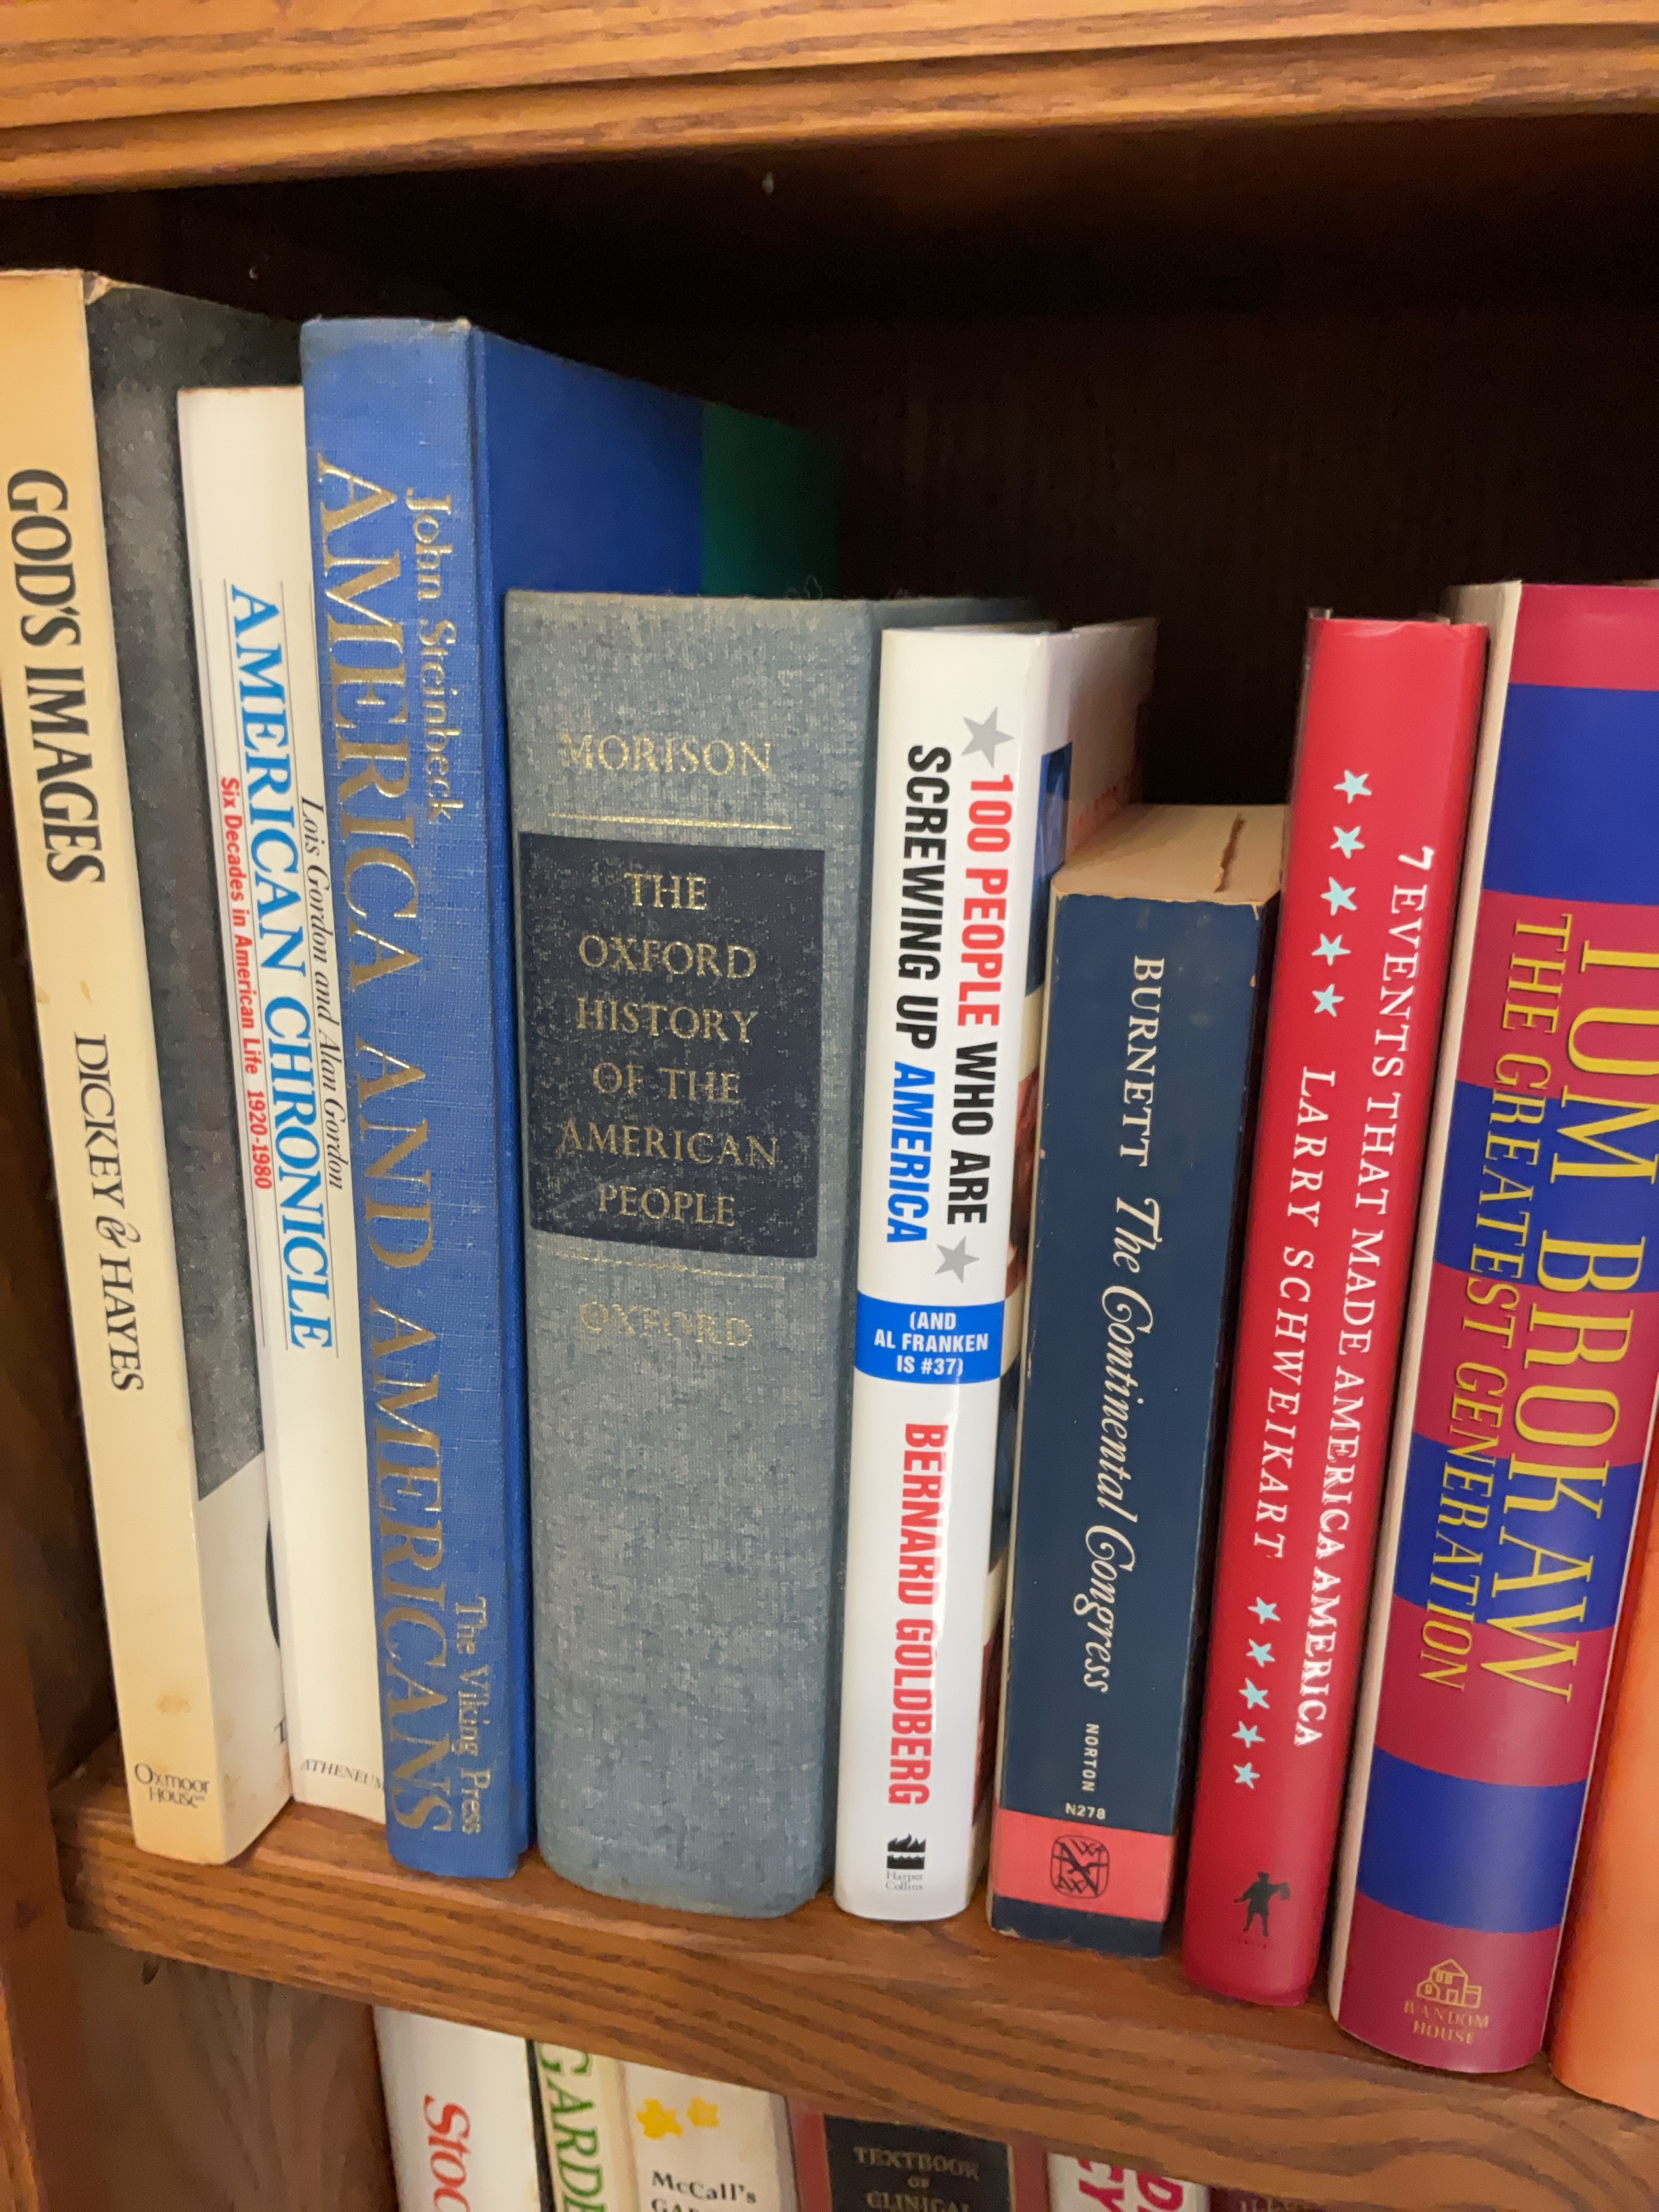 GOD'S IMAGES
DICKEY & HAYES
Oxmoor
House
Lois Gordon and Alan Gordon
AMERICAN CHRONICLE
Six Decades in American Life 1920-1980
ATHENEUM
John Steinbeck
AMERICA AND AMERICANS
The Viking Press
MORISON
THE
OXFORD
HISTORY
OF THE
AMERICAN
PEOPLE
OXFORD
100 PEOPLE WHO ARE
SCREWING UP AMERICA
(AND
AL FRANKEN
IS #37)
BERNARD GOLDBERG
Harper
Collins
BURNETT The Continental Congress
NORTON
N278
7 EVENTS THAT MADE AMERICA AMERICA
LARRY SCHWEIKART
TOM BROKAW
THE GREATEST GENERATION
RANDOM
HOUSE
Stoc
GARDE
McCall's
GAR
TEXTBOOK
OF
CLINICAL